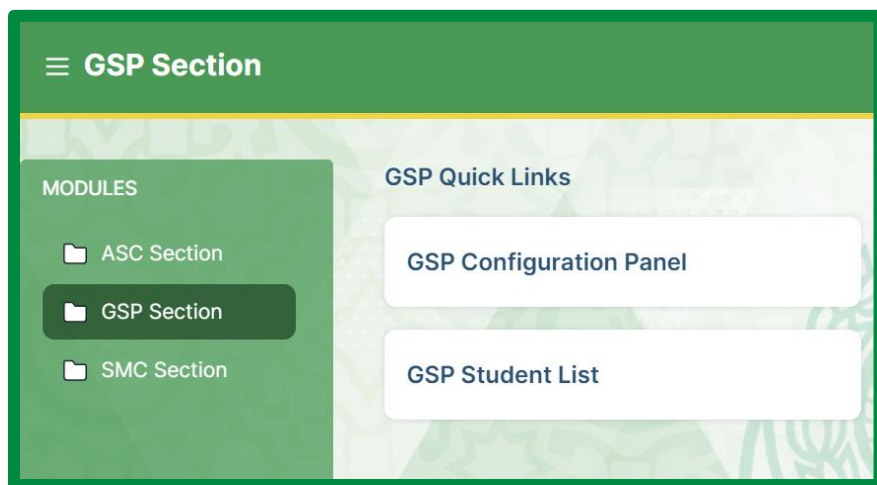 GSP Section
MODULES
ASC Section
GSP Section
SMC Section
GSP Quick Links
GSP Configuration Panel
GSP Student List